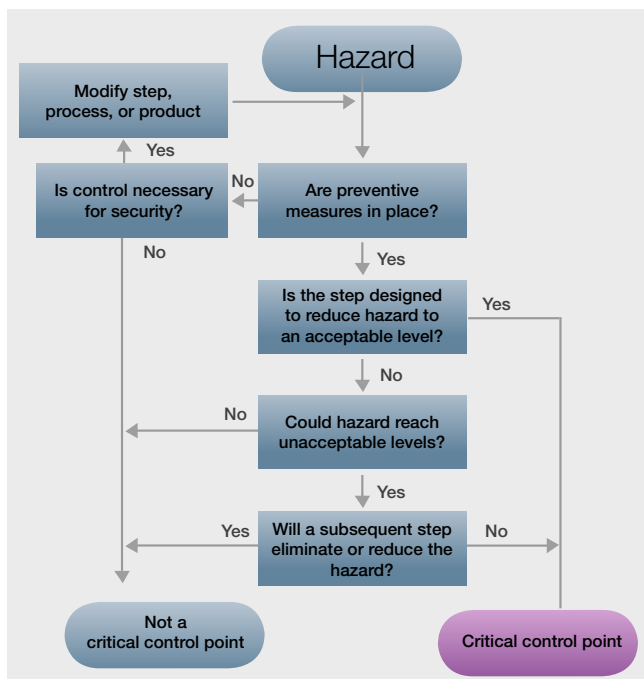 Hazard
Modify step,
process, or product
Yes
Is control necessary
for security?
No
Are preventive
measures in place?
No
Yes
Is the step designed
to reduce hazard to
an acceptable level?
Yes
No
Could hazard reach
unacceptable levels?
No
Yes
Will a subsequent step
eliminate or reduce the
hazard?
Yes
No
Not a
critical control point
Critical control point